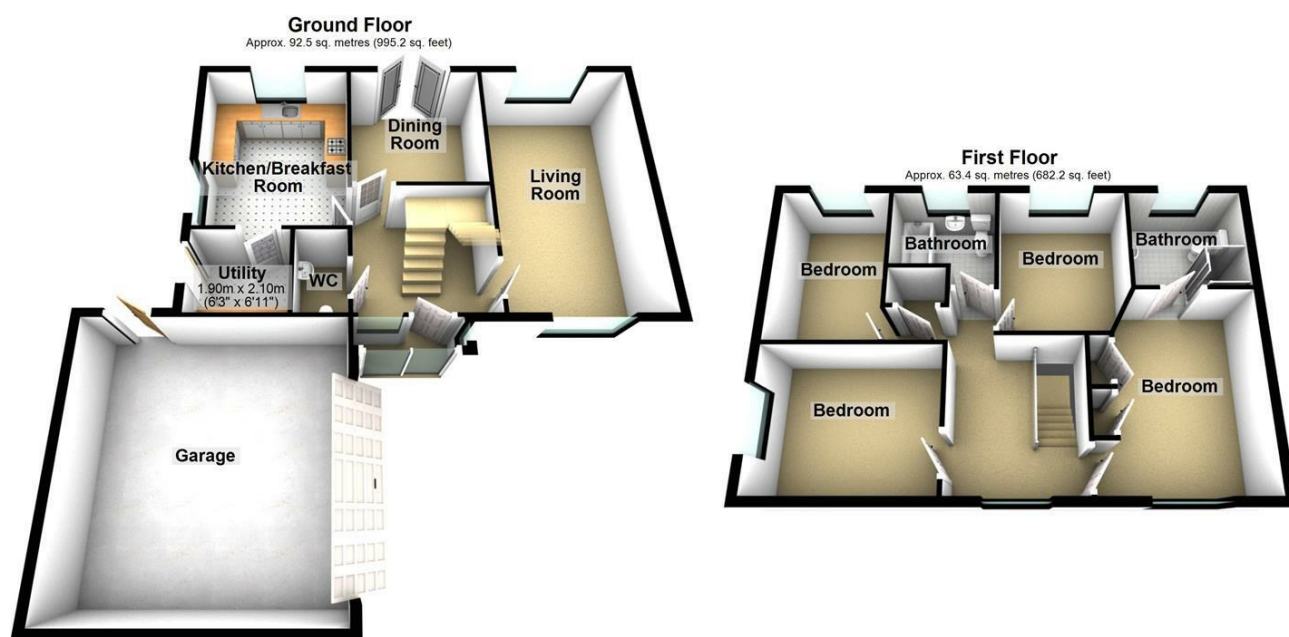 Ground Floor
Approx. 92.5 sq. metres (995.2 sq. feet)
Dining
Room
Kitchen/Breakfast
Room
Living
Room
Utility
1.90m x 2.10m
(6'3" x 6'11")
WC
Garage
First Floor
Approx. 63.4 sq. metres (682.2 sq. feet)
Bedroom
Bathroom
Bedroom
Bathroom
Bedroom
Bedroom